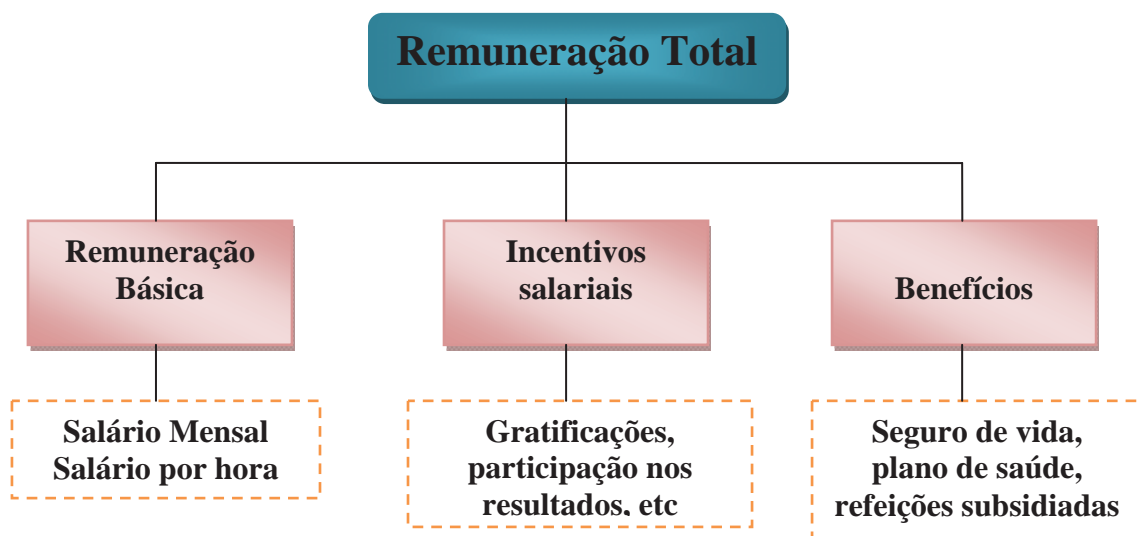 Remuneração Total
Remuneração
Básica
Incentivos
salariais
Benefícios
Salário Mensal
Salário por hora
Gratificações,
participação nos
resultados, etc
Seguro de vida,
plano de saúde,
refeições subsidiadas